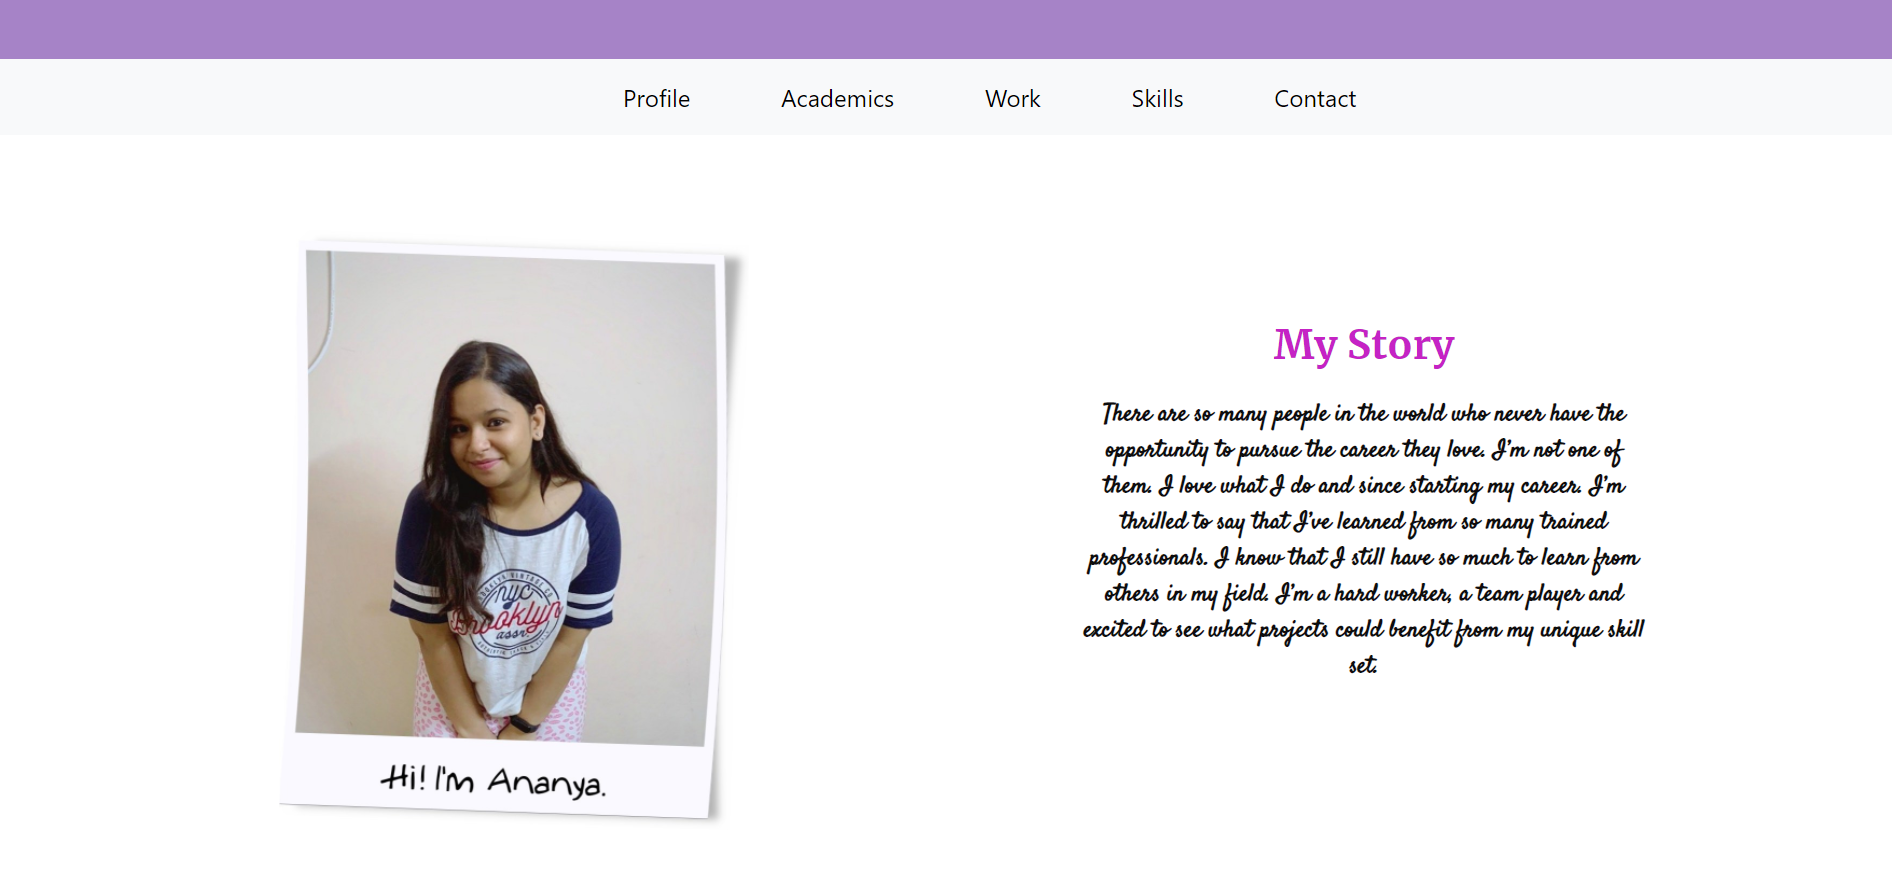 Profile Academics Work Skills Contact
My Story
There are so many people in the world who never have the
opportunity to pursue the career they love. I'm not one of
them. I love what I do and since starting my career. I'm
thrilled to say that I've learned from so many trained
professionals. I know that I still have so much to learn from
others in my field. I'm a hard worker, a team player and
excited to see what projects could benefit from my unique skill
set.
nyc
Brooklyn
assn.
Hi! I'm Ananya.